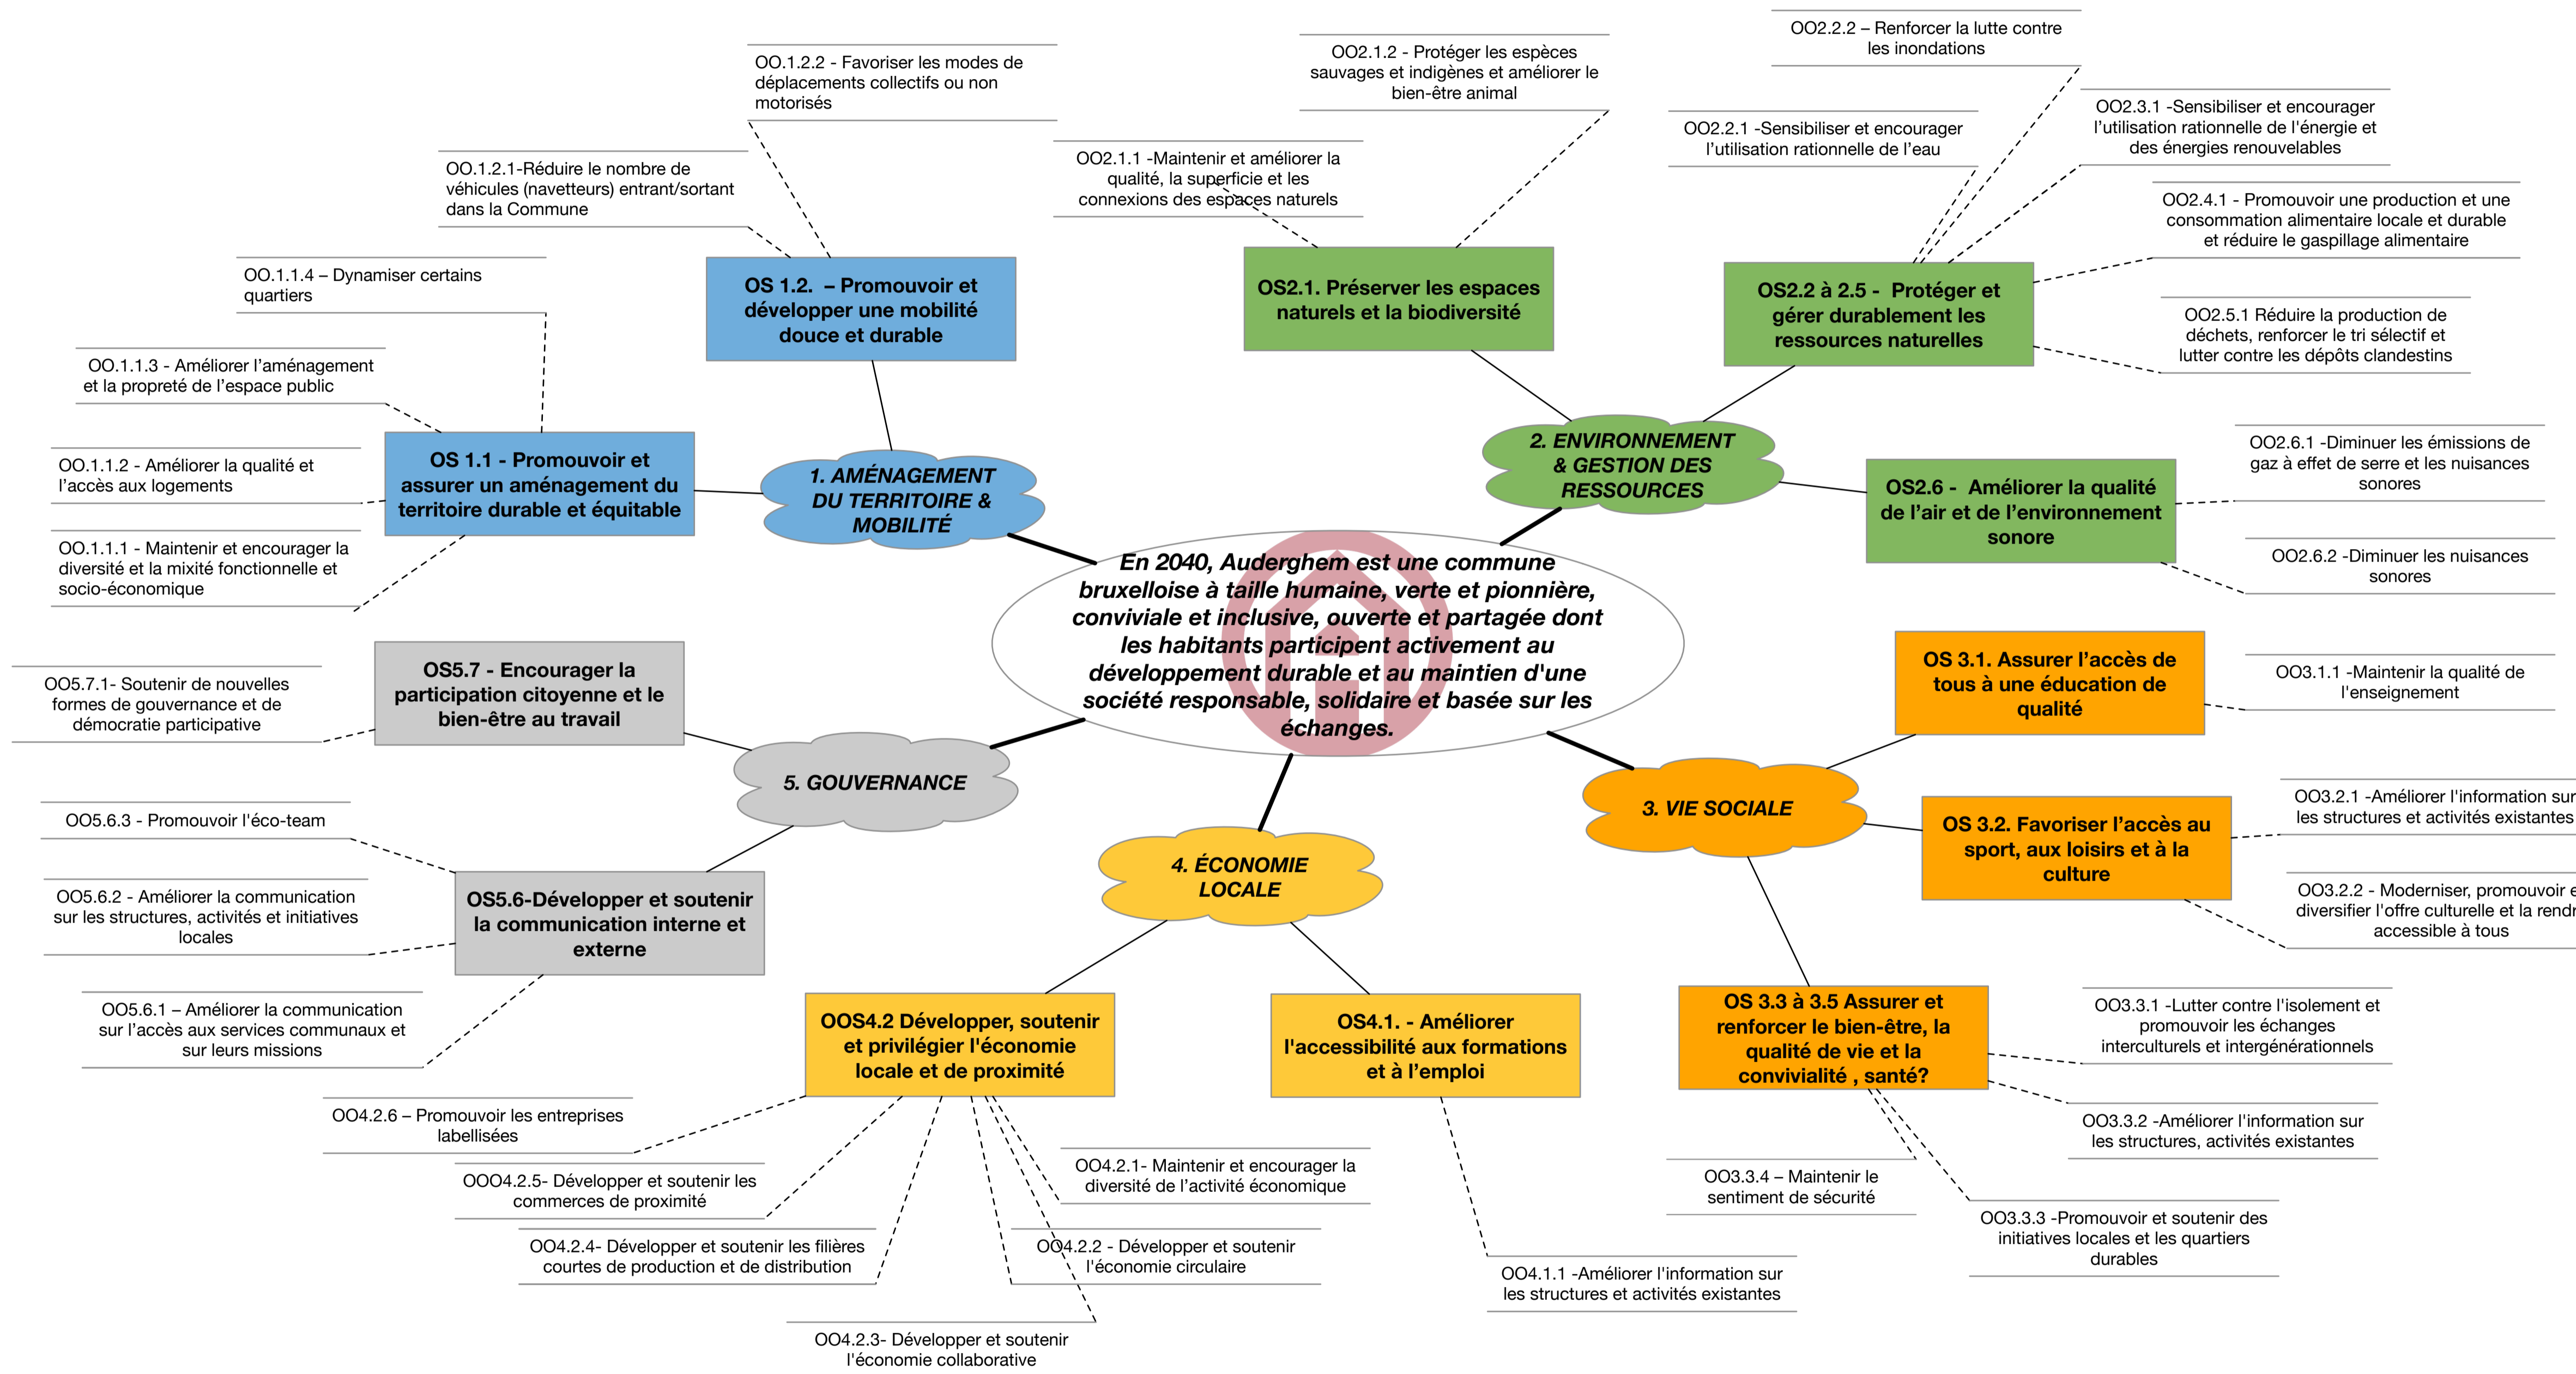 En 2040, Auderghem est une commune
bruxelloise à taille humaine, verte et pionnière,
conviviale et inclusive, ouverte et partagée dont
les habitants participent activement au
développement durable et au maintien d'une
société responsable, solidaire et basée sur les
échanges.
1. AMÉNAGEMENT
DU TERRITOIRE &
MOBILITÉ
OS 1.2. – Promouvoir et
développer une mobilité
douce et durable
OO.1.2.2 - Favoriser les modes de
déplacements collectifs ou non
motorisés
OO.1.2.1-Réduire le nombre de
véhicules (navetteurs) entrant/sortant
dans la Commune
OS 1.1 - Promouvoir et
assurer un aménagement du
territoire durable et équitable
OO.1.1.4 – Dynamiser certains
quartiers
OO.1.1.3 - Améliorer l’aménagement
et la propreté de l’espace public
OO.1.1.2 - Améliorer la qualité et
l’accès aux logements
OO.1.1.1 - Maintenir et encourager la
diversité et la mixité fonctionnelle et
socio-économique
2. ENVIRONNEMENT
& GESTION DES
RESSOURCES
OS2.1. Préserver les espaces
naturels et la biodiversité
OO2.1.2 - Protéger les espèces
sauvages et indigènes et améliorer le
bien-être animal
OO2.1.1 -Maintenir et améliorer la
qualité, la superficie et les
connexions des espaces naturels
OS2.2 à 2.5 - Protéger et
gérer durablement les
ressources naturelles
OO2.2.2 – Renforcer la lutte contre
les inondations
OO2.2.1 -Sensibiliser et encourager
l’utilisation rationnelle de l’eau
OO2.3.1 -Sensibiliser et encourager
l’utilisation rationnelle de l'énergie et
des énergies renouvelables
OO2.4.1 - Promouvoir une production et une
consommation alimentaire locale et durable
et réduire le gaspillage alimentaire
OO2.5.1 Réduire la production de
déchets, renforcer le tri sélectif et
lutter contre les dépôts clandestins
OS2.6 - Améliorer la qualité
de l’air et de l’environnement
sonore
OO2.6.1 -Diminuer les émissions de
gaz à effet de serre et les nuisances
sonores
OO2.6.2 -Diminuer les nuisances
sonores
3. VIE SOCIALE
OS 3.1. Assurer l’accès de
tous à une éducation de
qualité
OO3.1.1 -Maintenir la qualité de
l'enseignement
OS 3.2. Favoriser l’accès au
sport, aux loisirs et à la
culture
OO3.2.1 -Améliorer l'information sur
les structures et activités existantes
OO3.2.2 - Moderniser, promouvoir
diversifier l'offre culturelle et la
accessible à tous
OS 3.3 à 3.5 Assurer et
renforcer le bien-être, la
qualité de vie et la
convivialité , santé?
OO3.3.1 -Lutter contre l'isolement et
promouvoir les échanges
interculturels et intergénérationnels
OO3.3.2 -Améliorer l'information sur
les structures, activités existantes
OO3.3.4 – Maintenir le
sentiment de sécurité
OO3.3.3 -Promouvoir et soutenir des
initiatives locales et les quartiers
durables
4. ÉCONOMIE
LOCALE
OS4.1. - Améliorer
l'accessibilité aux formations
et à l’emploi
OO4.1.1 -Améliorer l'information sur
les structures et activités existantes
OOS4.2 Développer, soutenir
et privilégier l'économie
locale et de proximité
OO4.2.6 – Promouvoir les entreprises
labellisées
OOO4.2.5- Développer et soutenir les
commerces de proximité
OO4.2.4- Développer et soutenir les filières
courtes de production et de distribution
OO4.2.1- Maintenir et encourager la
diversité de l’activité économique
OO4.2.2 - Développer et soutenir
l'économie circulaire
OO4.2.3- Développer et soutenir
l'économie collaborative
5. GOUVERNANCE
OS5.7 - Encourager la
participation citoyenne et le
bien-être au travail
OO5.7.1- Soutenir de nouvelles
formes de gouvernance et de
démocratie participative
OS5.6-Développer et soutenir
la communication interne et
externe
OO5.6.3 - Promouvoir l'éco-team
OO5.6.2 - Améliorer la communication
sur les structures, activités et initiatives
locales
OO5.6.1 – Améliorer la communication
sur l’accès aux services communaux et
sur leurs missions